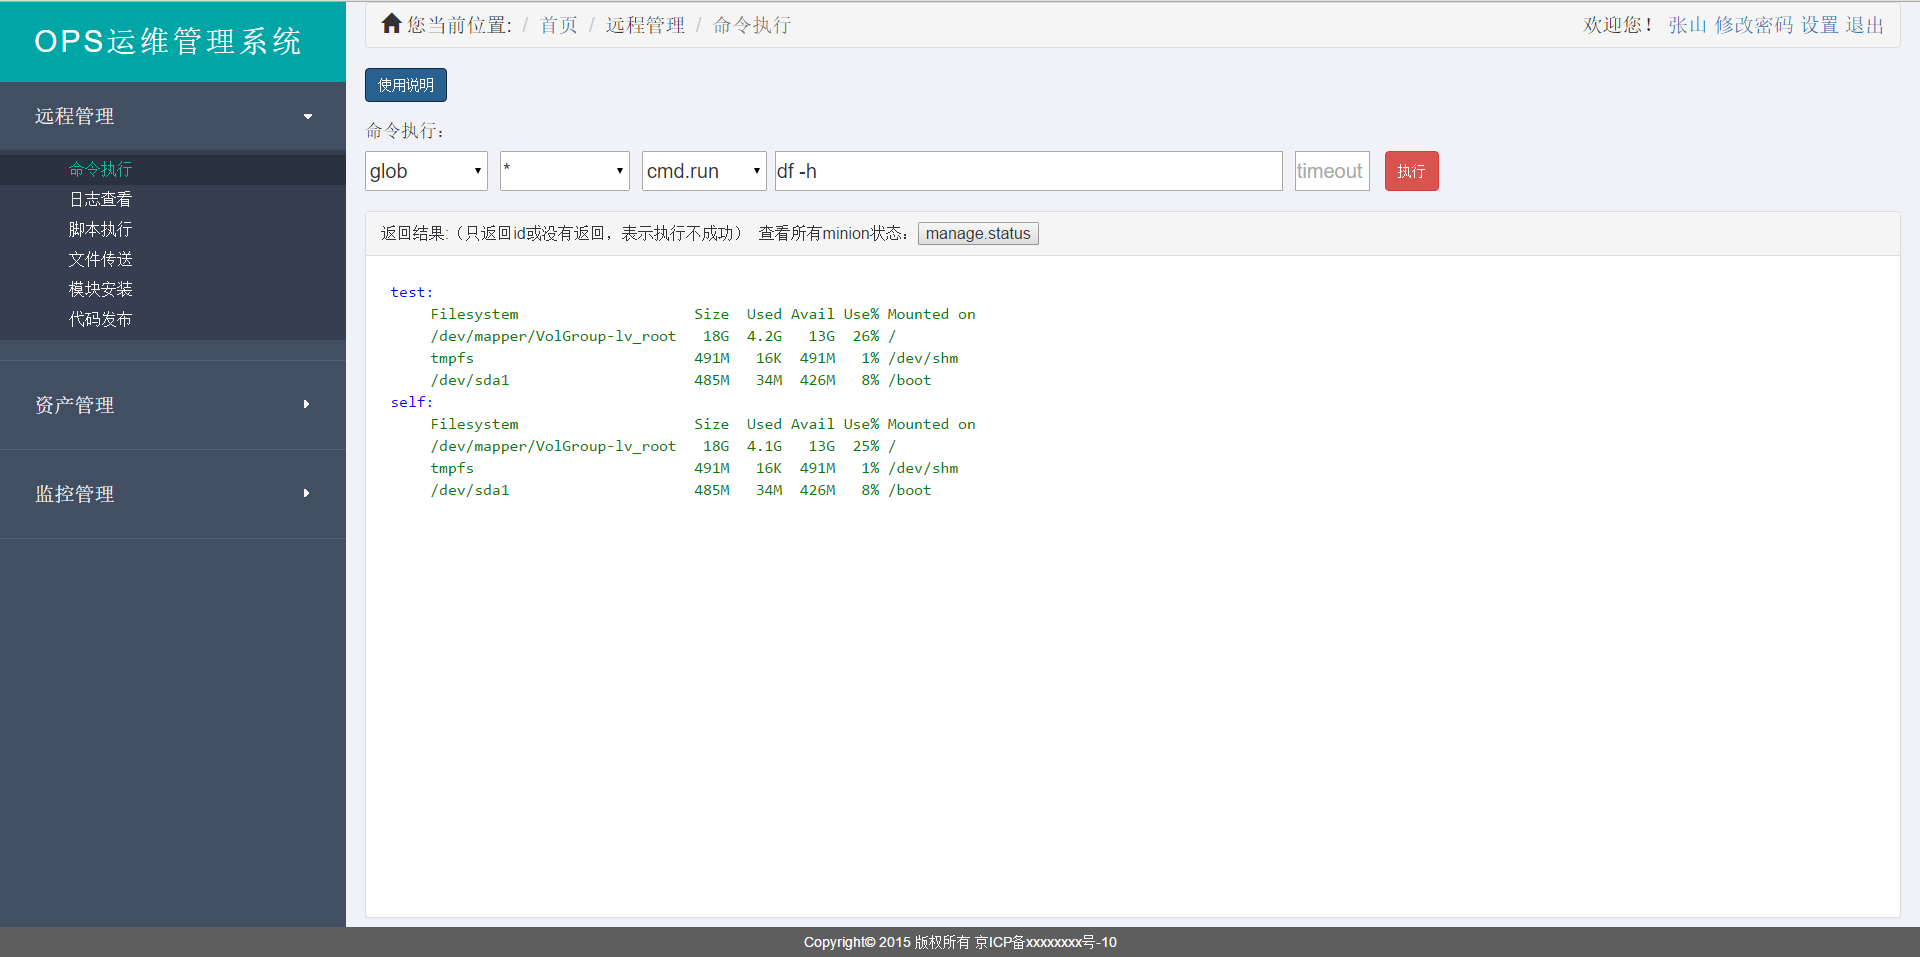 OPS运维管理系统
远程管理
命令执行
日志查看
脚本执行
文件传送
模块安装
代码发布
资产管理
监控管理
您当前位置: / 首页 / 远程管理 / 命令执行
欢迎您! 张山 修改密码 设置 退出
使用说明
命令执行:
glob * cmd.run df -h timeout 执行
返回结果:（只返回id或没有返回，表示执行不成功） 查看所有minion状态: manage.status
test:
Filesystem Size Used Avail Use% Mounted on
/dev/mapper/VolGroup-lv_root 18G 4.2G 13G 26% /
tmpfs 491M 16K 491M 1% /dev/shm
/dev/sda1 485M 34M 426M 8% /boot
self:
Filesystem Size Used Avail Use% Mounted on
/dev/mapper/VolGroup-lv_root 18G 4.1G 13G 25% /
tmpfs 491M 16K 491M 1% /dev/shm
/dev/sda1 485M 34M 426M 8% /boot
Copyright© 2015 版权所有 京ICP备xxxxxxxx号-10